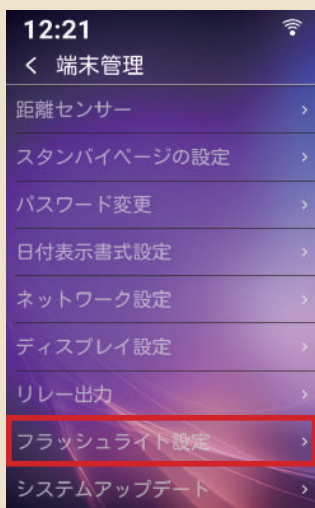 12:21
< 端末管理
距離センサー >
スタンバイページの設定 >
パスワード変更 >
日付表示書式設定 >
ネットワーク設定 >
ディスプレイ設定 >
リレー出力 >
フラッシュライト設定 >
システムアップデート >